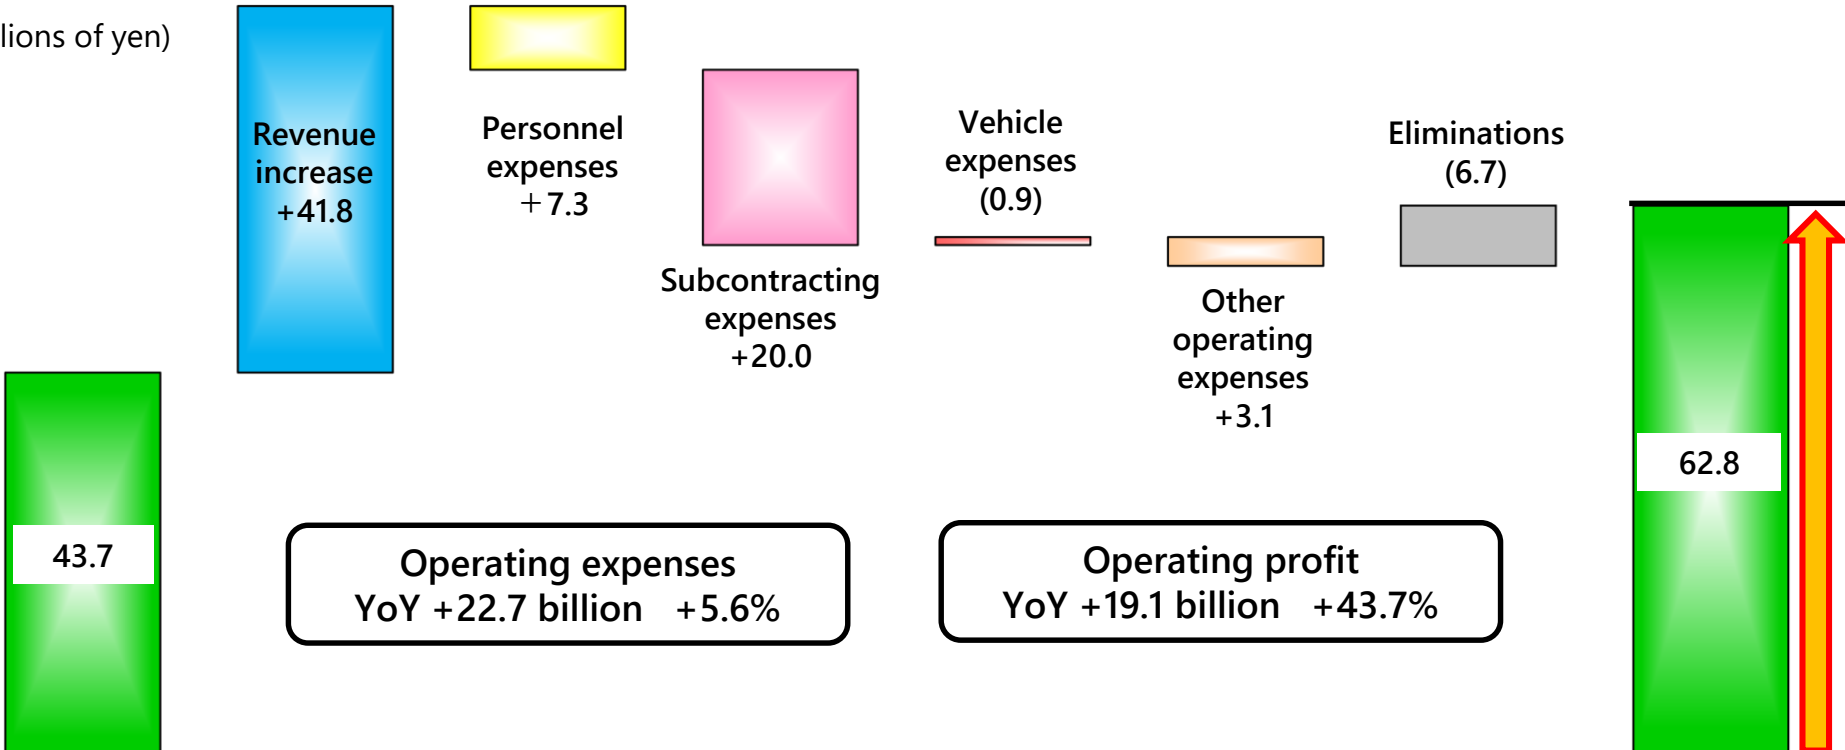 lions of yen)
Revenue
increase
+41.8
Personnel
expenses
+7.3
Subcontracting
expenses
+20.0
Vehicle
expenses
(0.9)
Other
operating
expenses
+3.1
Eliminations
(6.7)
43.7
62.8
Operating expenses
YoY +22.7 billion +5.6%
Operating profit
YoY +19.1 billion +43.7%